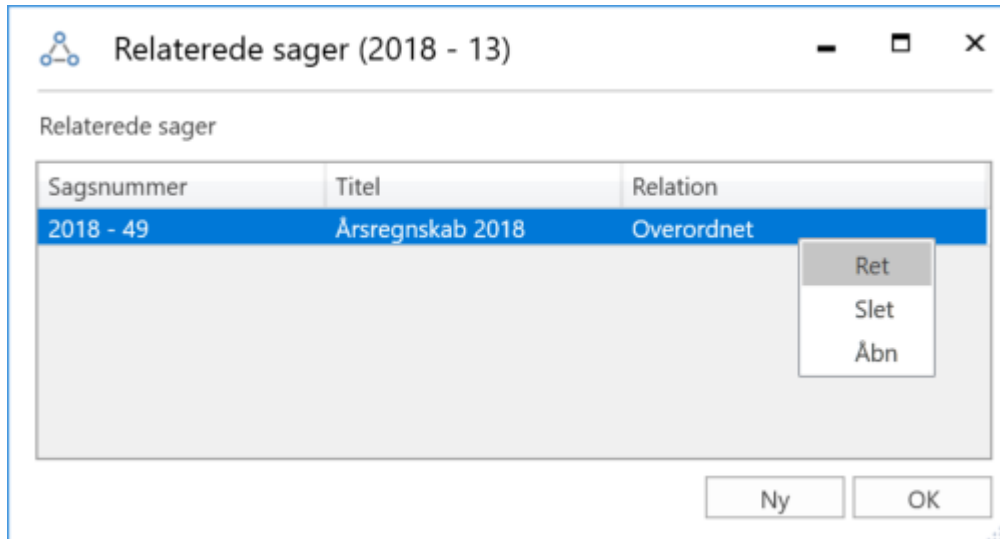 Relaterede sager (2018 - 13)
Relaterede sager
Sagsnummer Titel Relation
2018 - 49 Årsregnskab 2018 Overordnet
Ret
Slet
Åbn
Ny OK